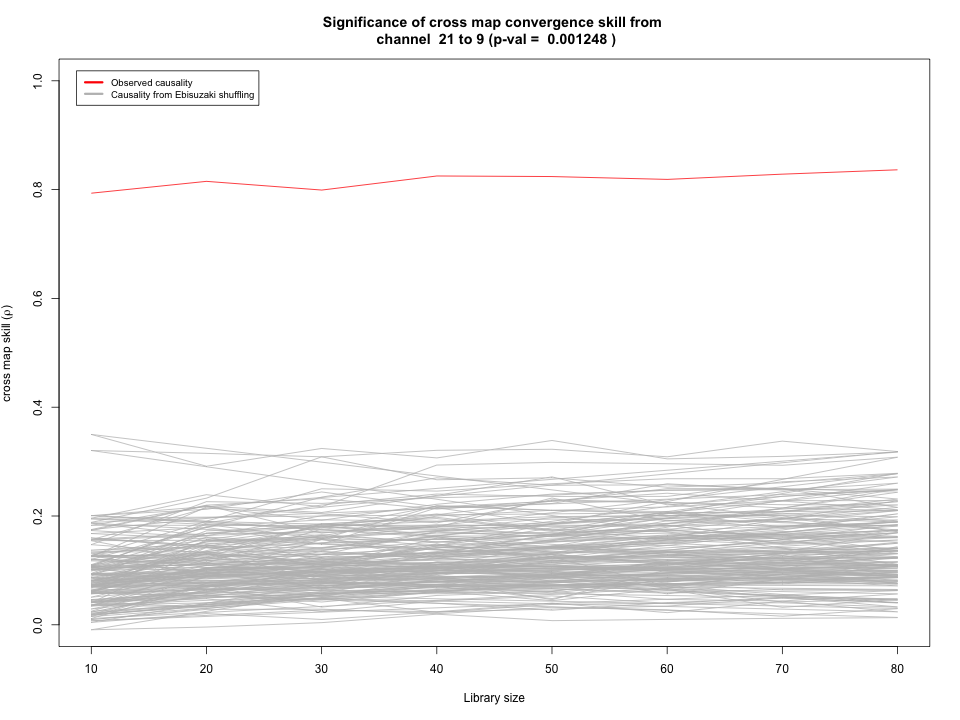 Significance of cross map convergence skill from
channel  21 to 9 (p-val =  0.001248 )
Observed causality
Causality from Ebisuzaki shuffling
cross map skill (ρ)
1.0
0.8
0.6
0.4
0.2
0.0
10 20 30 40 50 60 70 80
Library size